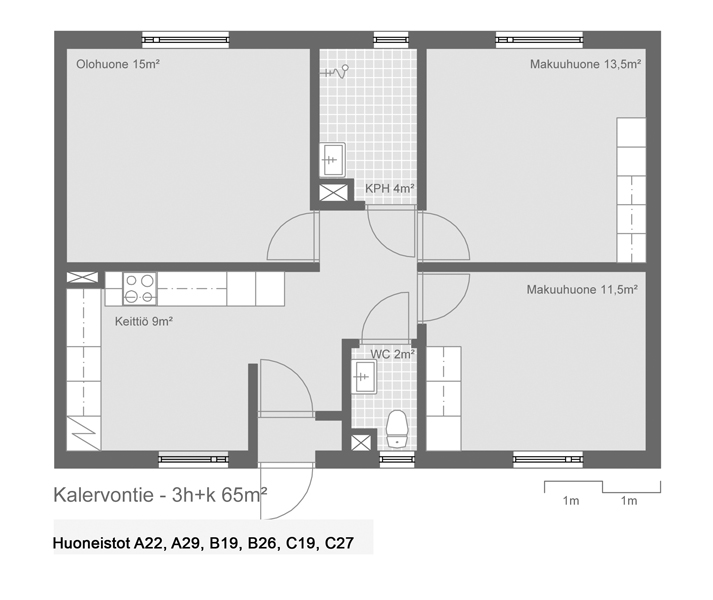 Olohuone 15m²
Makuuhuone 13,5m²
KPH 4m²
Makuuhuone 11,5m²
Keittiö 9m²
WC 2m²
Kalervontie - 3h+k 65m²
1m 1m
Huoneistot A22, A29, B19, B26, C19, C27